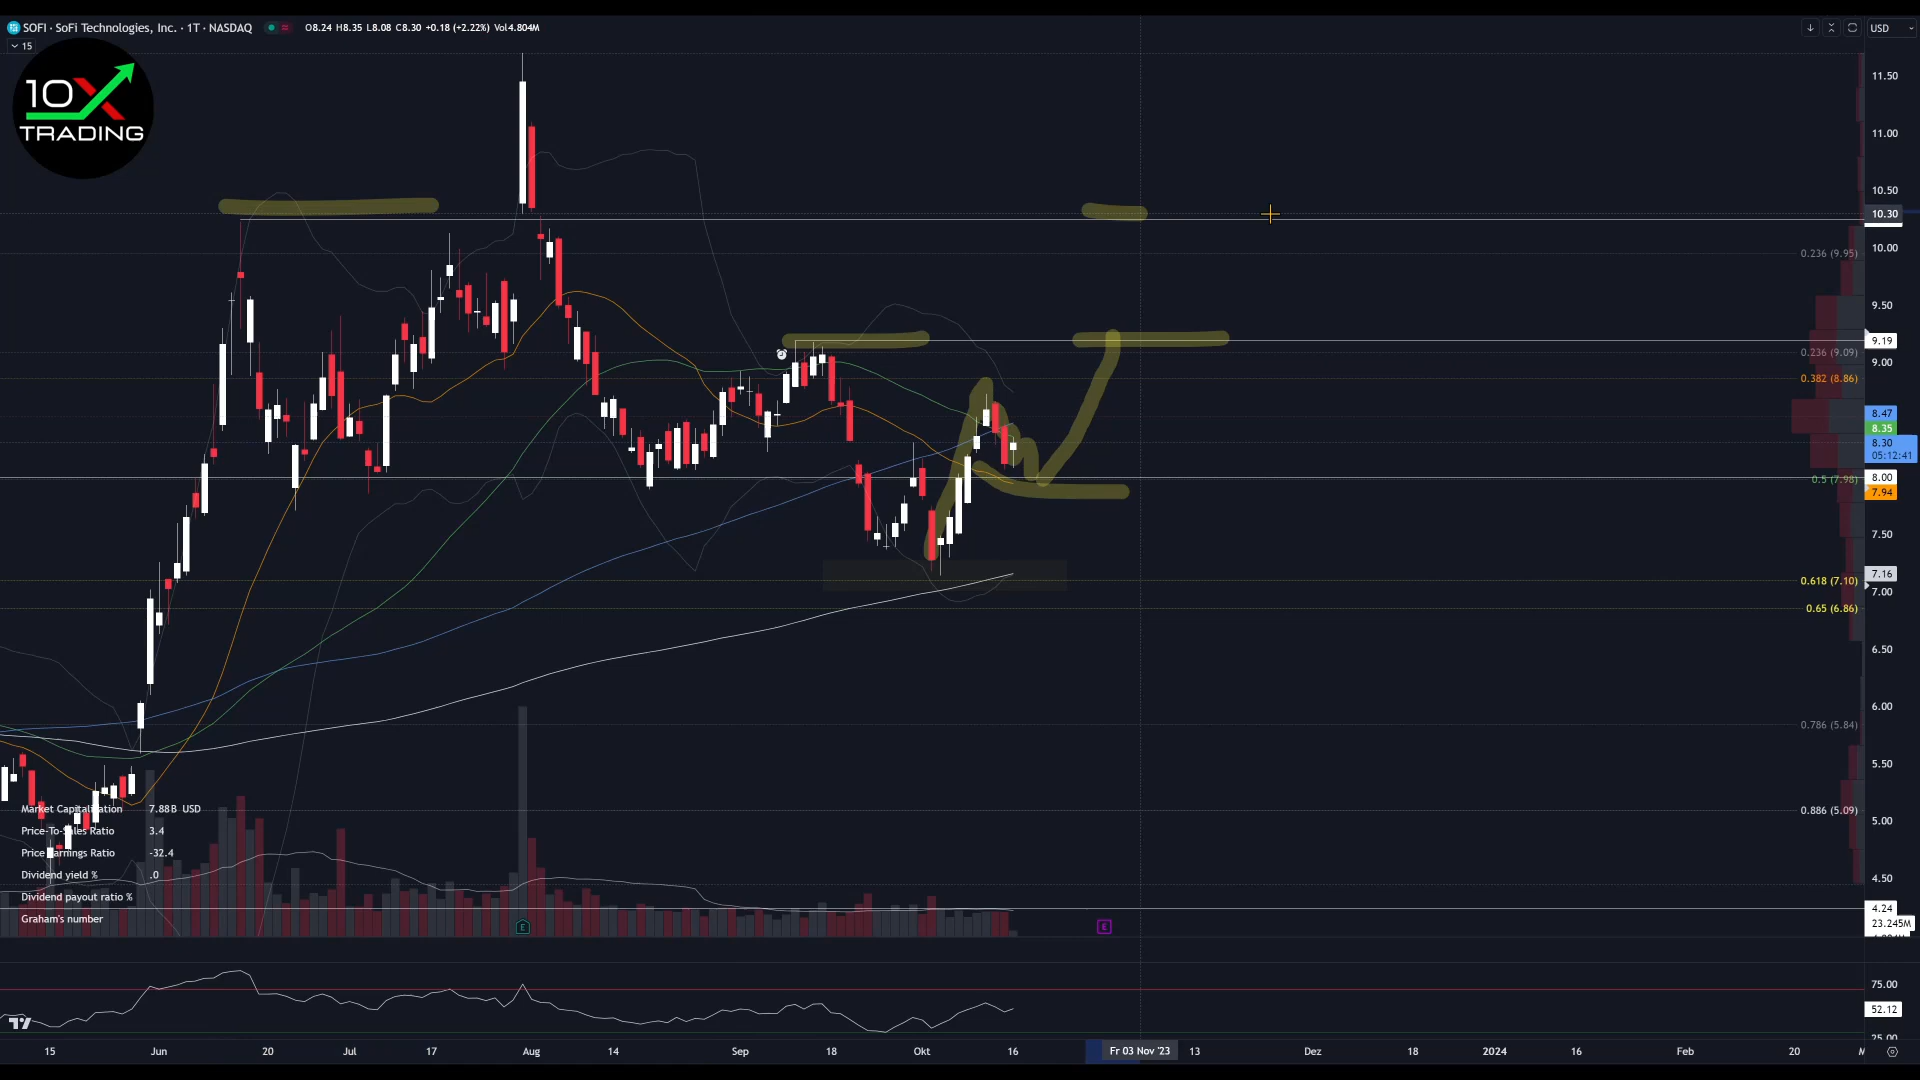 SOFI · SoFi Technologies, Inc. · 1T · NASDAQ O8.24 H8.35 L8.08 C8.30 +0.18 (+2.22%) Vol4.804M
USD
15
10X
TRADING
11.50
11.00
10.50
10.30
10.00
0.236 (9.95)
9.50
9.19
0.236 (9.09)
9.00
0.382 (8.86)
8.47
8.35
8.30
05:12:41
8.00
0.5 (7.98)
7.94
7.50
7.16
0.618 (7.10)
7.00
0.65 (6.86)
6.50
6.00
0.786 (5.84)
5.50
Market Capitalization 7.88B USD
0.886 (5.09)
5.00
Price-To-Sales Ratio 3.4
Price Earnings Ratio -32.4
Dividend yield % .0
4.50
Dividend payout ratio %
4.24
Graham's number
23.245M
E
E
75.00
52.12
25.00
15 Jun 20 Jul 17 Aug 14 Sep 18 Okt 16 Fr 03 Nov '23 13 Dez 18 2024 16 Feb 20